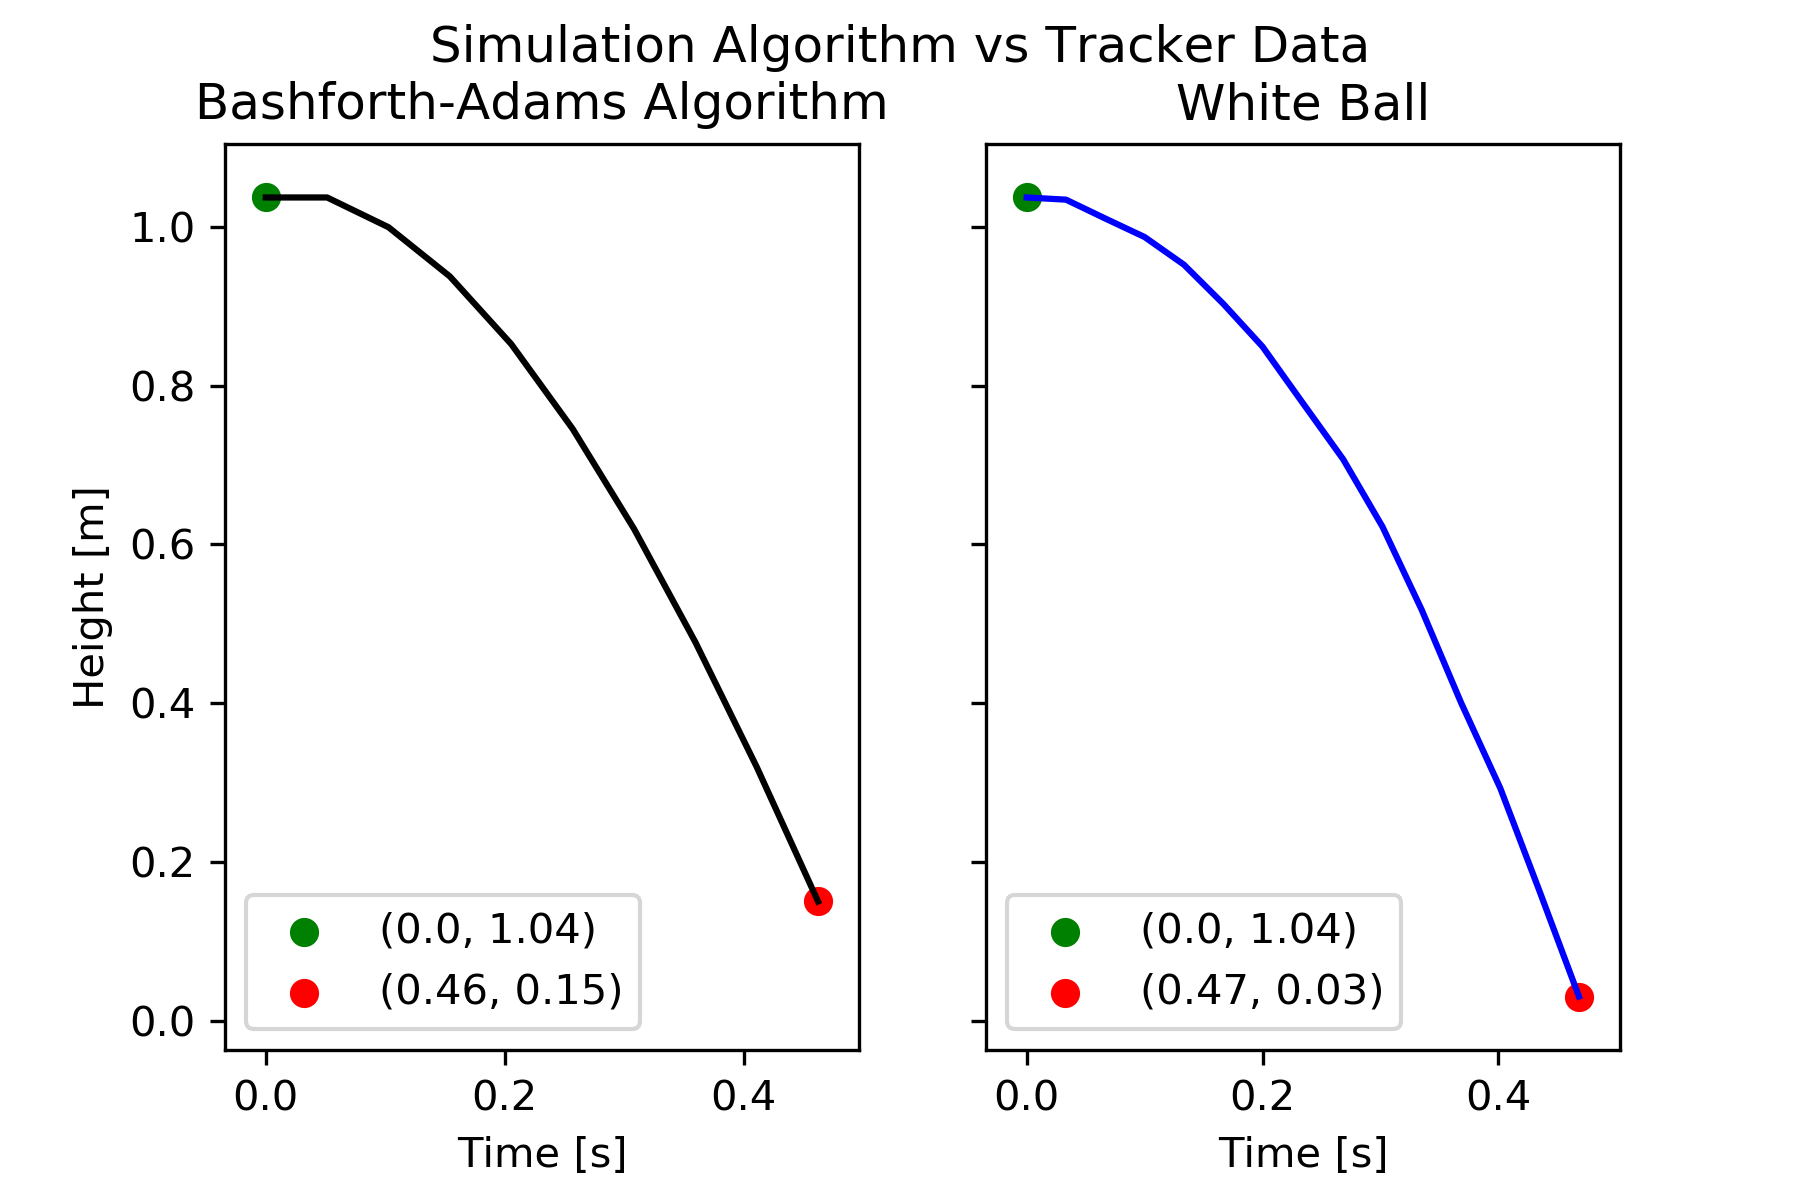 Simulation Algorithm vs Tracker Data
Bashforth-Adams Algorithm
White Ball
Height [m]
1.0
0.8
0.6
0.4
0.2
0.0
(0.0, 1.04)
(0.46, 0.15)
0.0 0.2 0.4
Time [s]
(0.0, 1.04)
(0.47, 0.03)
0.0 0.2 0.4
Time [s]